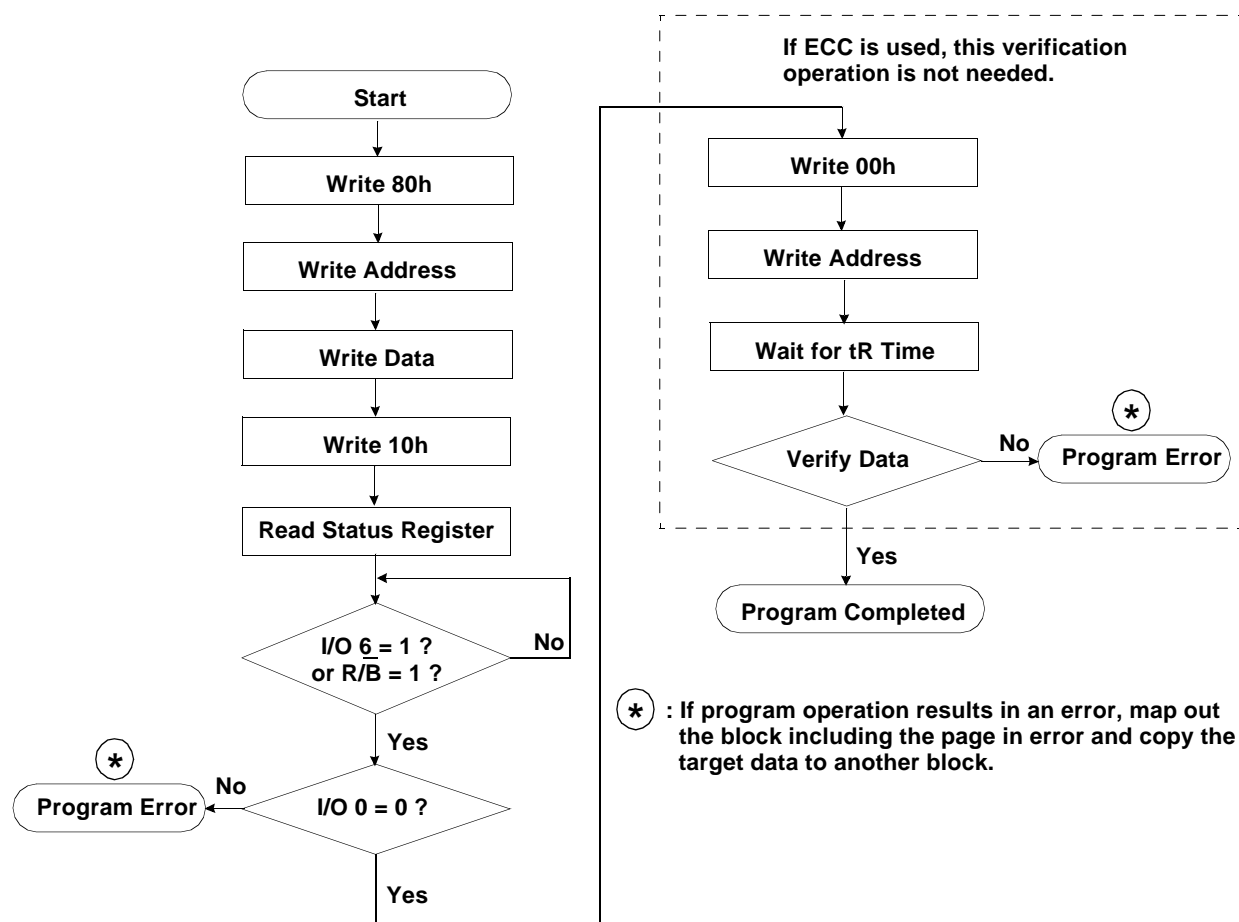 Start
Write 80h
Write Address
Write Data
Write 10h
Read Status Register
I/O 6 = 1 ?
or R/B̅ = 1 ?
No
Yes
*
No
Program Error
I/O 0 = 0 ?
Yes
If ECC is used, this verification
operation is not needed.
Write 00h
Write Address
Wait for tR Time
*
Verify Data
No
Program Error
Yes
Program Completed
* : If program operation results in an error, map out
the block including the page in error and copy the
target data to another block.